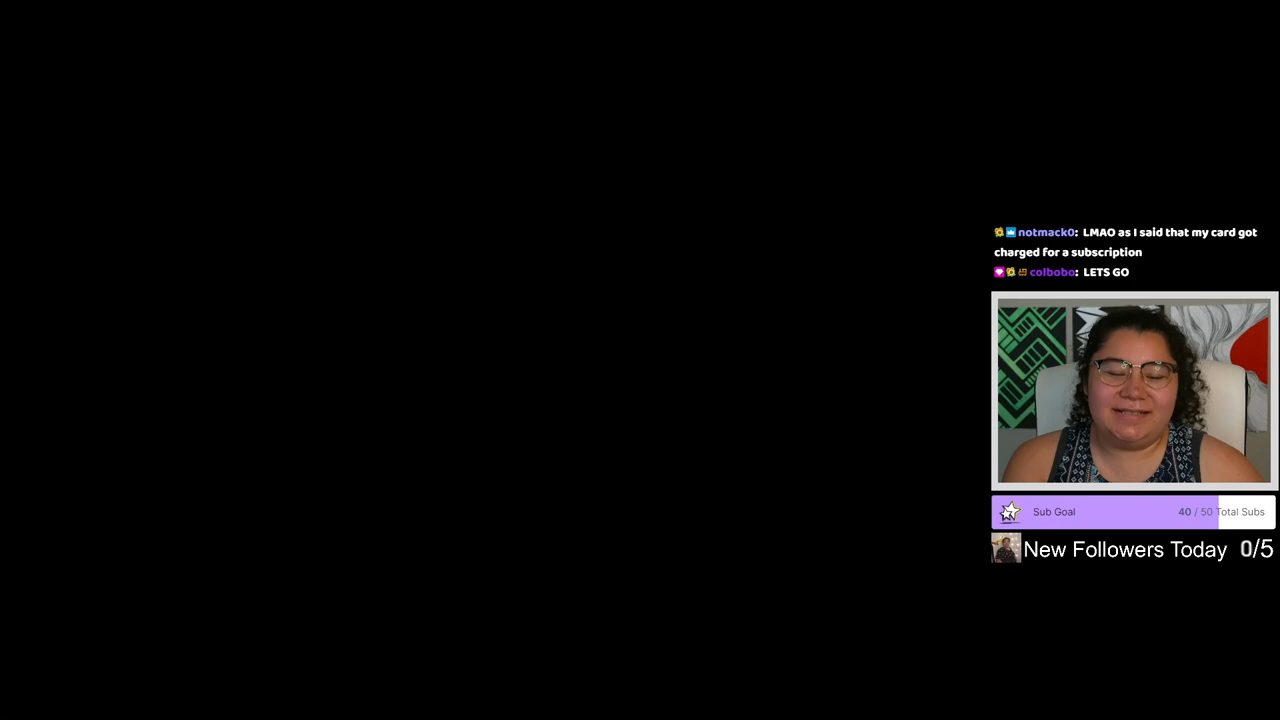 notmack0: LMAO as I said that my card got
charged for a subscription
colbobo: LETS GO
Sub Goal 40 / 50 Total Subs
New Followers Today 0/5